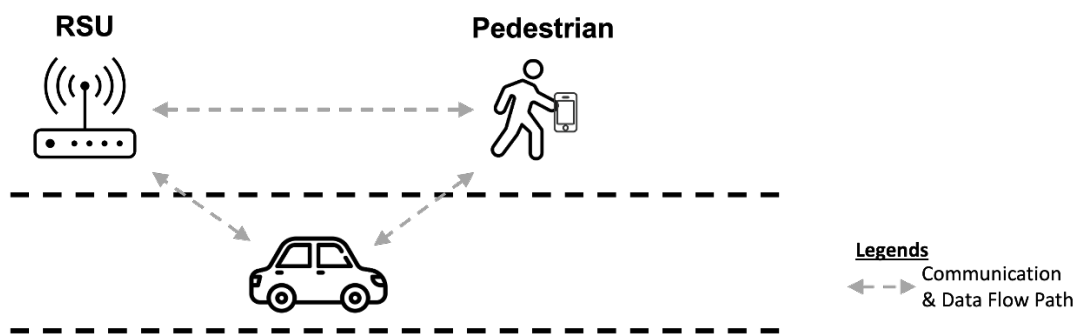 RSU
Pedestrian
Legends
Communication
& Data Flow Path